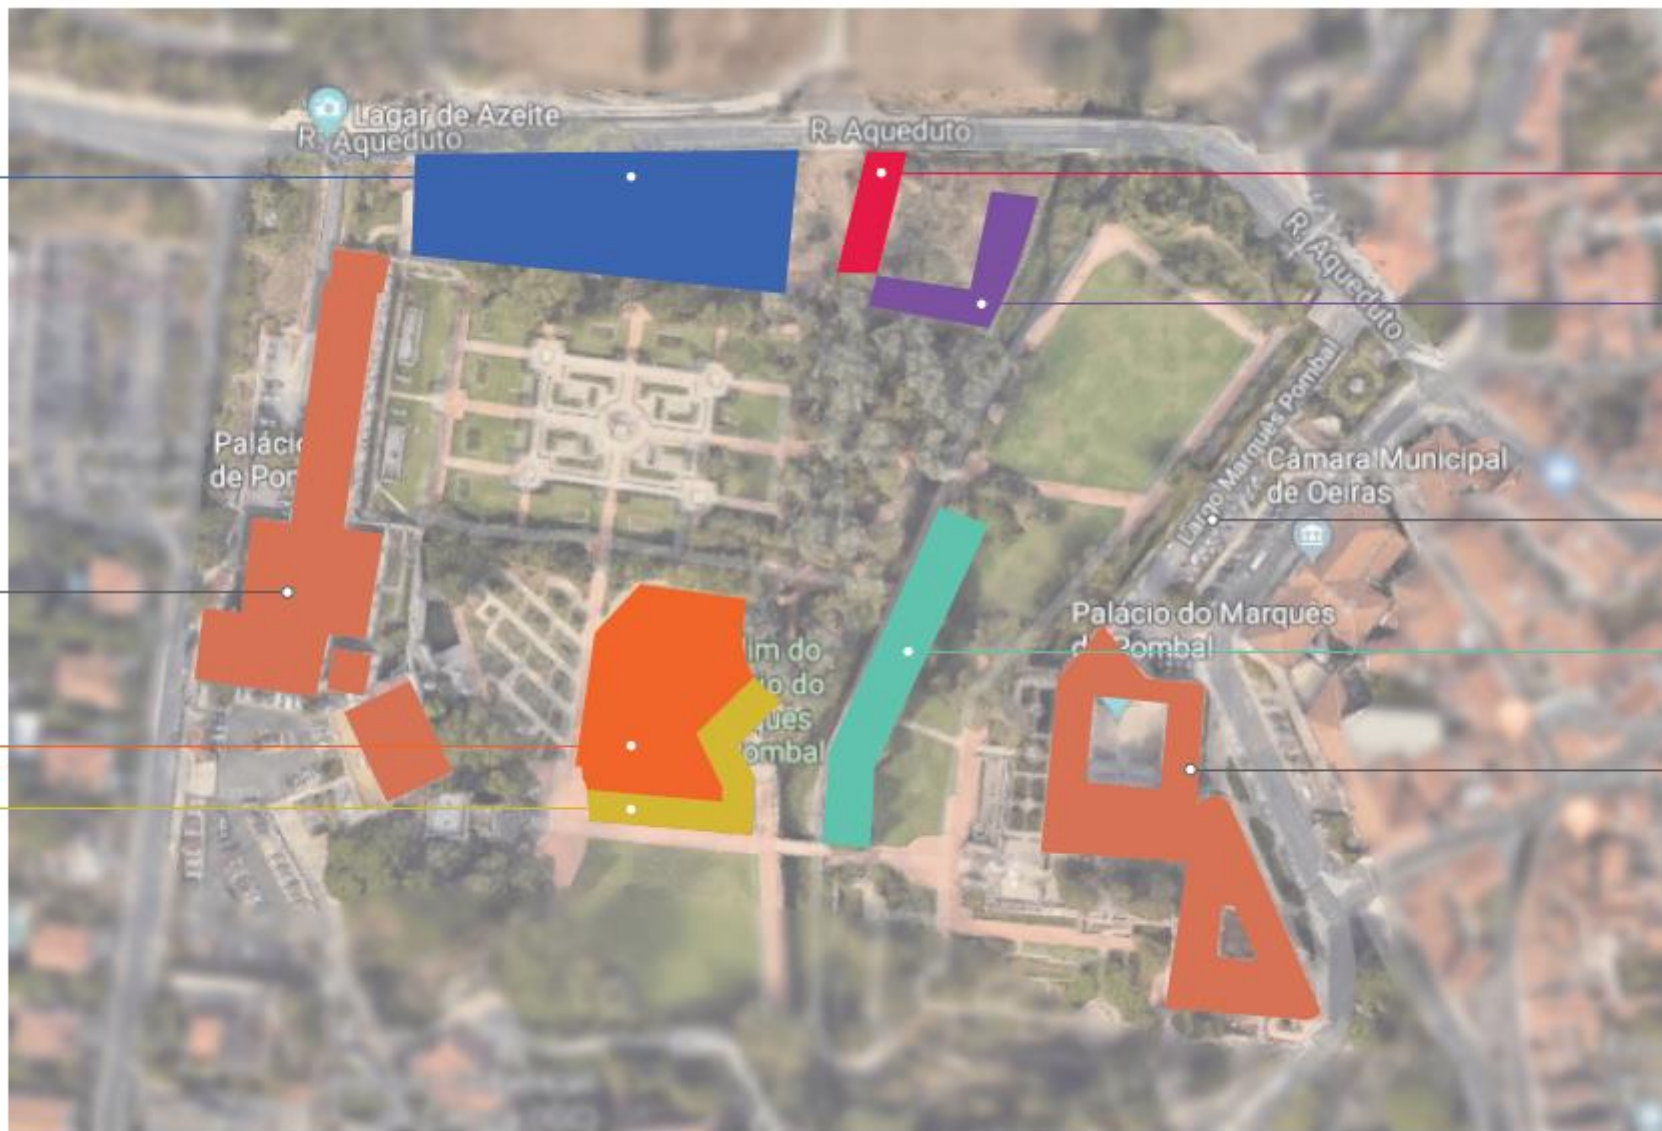 Lagar de Azeite
R. Aqueduto
R. Aqueduto
R. Aqueduto
Largo Marquês Pombal
Palácio
de Pom
Câmara Municipal
de Oeiras
Palácio do Marquês
de Pombal
im do
io do
quês
ombal